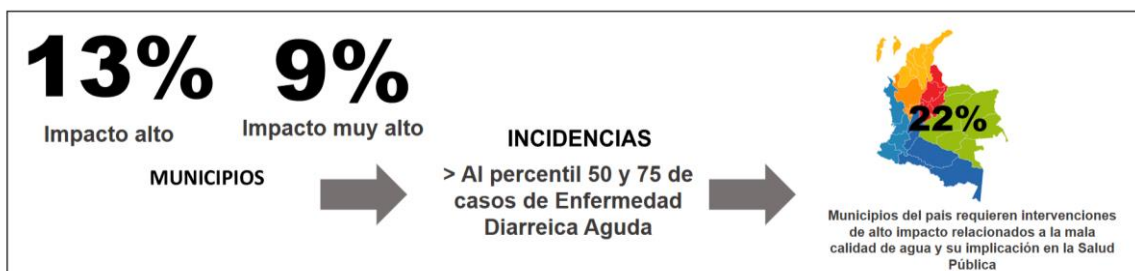 13%
Impacto alto
9%
Impacto muy alto
MUNICIPIOS
INCIDENCIAS
> Al percentil 50 y 75 de
casos de Enfermedad
Diarreica Aguda
22%
Municipios del pais requieren intervenciones
de alto impacto relacionados a la mala
calidad de agua y su implicación en la Salud
Pública